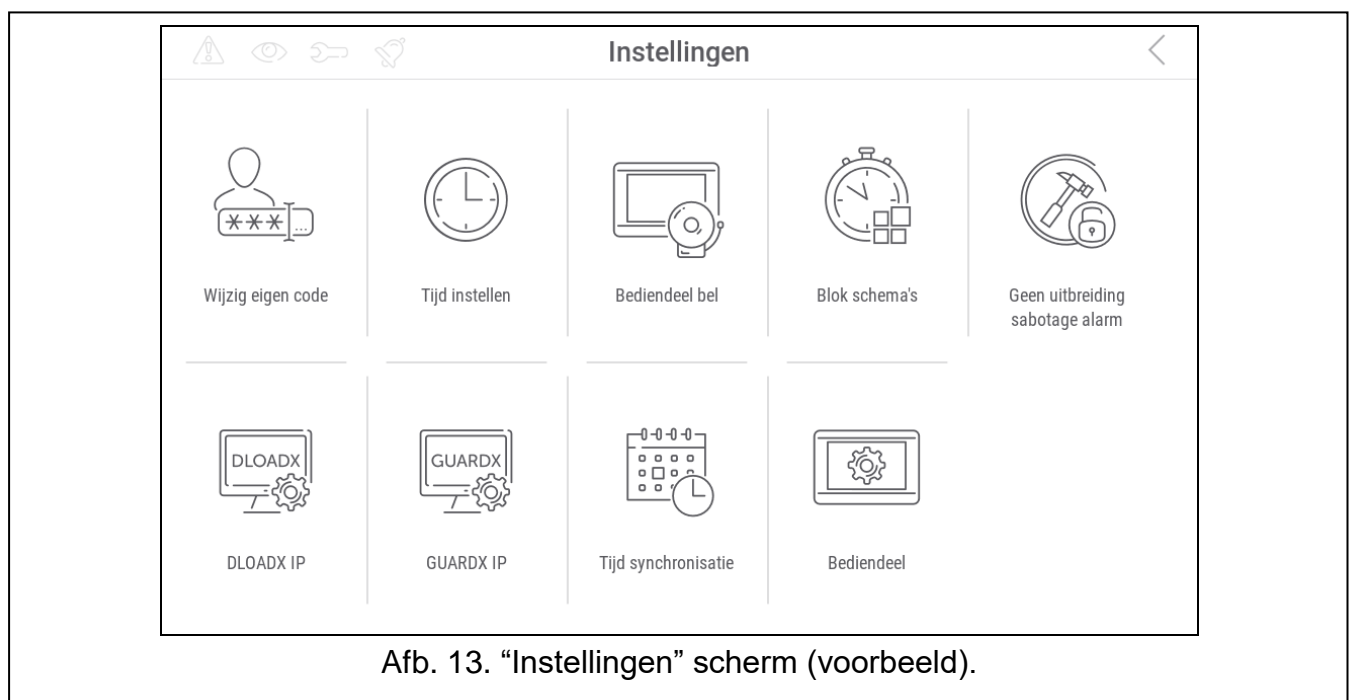 Instellingen
***...
Wijzig eigen code
Tijd instellen
Bediendeel bel
Blok schema's
Geen uitbreiding
sabotage alarm
DLOADX
GUARDX
DLOADX IP
GUARDX IP
Tijd synchronisatie
Bediendeel
Afb. 13. “Instellingen” scherm (voorbeeld).